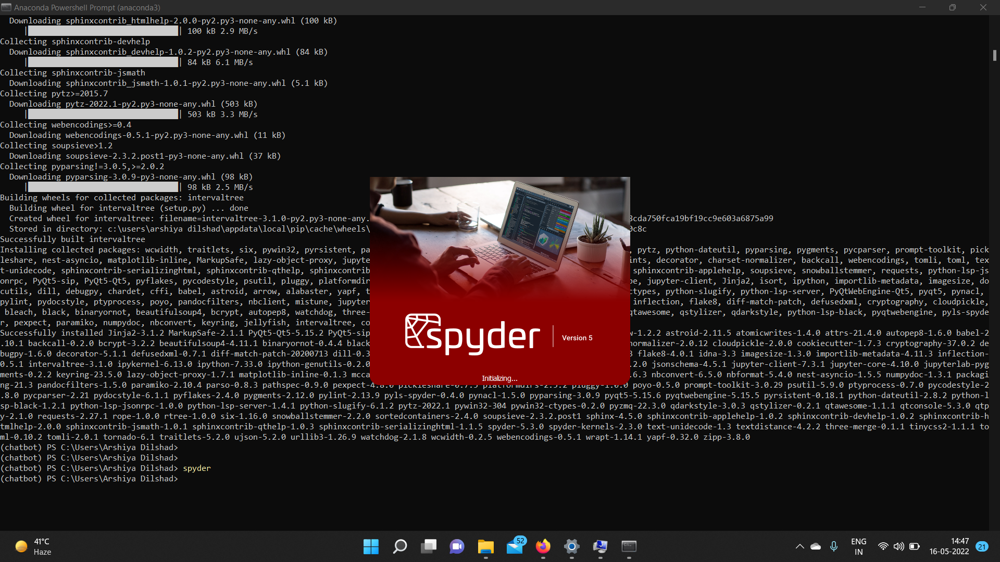 Anaconda Powershell Prompt (anaconda3)
Downloading sphinxcontrib_htmlhelp-2.0.0-py2.py3-none-any.whl (100 kB)
| 100 kB 2.9 MB/s
Collecting sphinxcontrib-devhelp
Downloading sphinxcontrib_devhelp-1.0.2-py2.py3-none-any.whl (84 kB)
| 84 kB 6.1 MB/s
Collecting sphinxcontrib-jsmath
Downloading sphinxcontrib_jsmath-1.0.1-py2.py3-none-any.whl (5.1 kB)
Collecting pytz>=2015.7
Downloading pytz-2022.1-py2.py3-none-any.whl (503 kB)
| 503 kB 3.3 MB/s
Collecting webencodings>=0.4
Downloading webencodings-0.5.1-py2.py3-none-any.whl (11 kB)
Collecting soupsieve>1.2
Downloading soupsieve-2.3.2.post1-py3-none-any.whl (37 kB)
Collecting pyparsing!=3.0.5,>=2.0.2
Downloading pyparsing-3.0.9-py3-none-any.whl (98 kB)
| 98 kB 2.5 MB/s
Building wheels for collected packages: intervaltree
Building wheel for intervaltree (setup.py) ... done
Created wheel for intervaltree: filename=intervaltree-3.1.0-py2.py3-none-any. 8cda750fca19bf19cc9e603a6875a99
Stored in directory: c:\users\arshiya dilshad\appdata\local\pip\cache\wheels\ 0c8c
Successfully built intervaltree
Installing collected packages: wcwidth, traitlets, six, pywin32, pyrsistent, pa , pytz, python-dateutil, pyparsing, pygments, pycparser, prompt-toolkit, pick
leshare, nest-asyncio, matplotlib-inline, MarkupSafe, lazy-object-proxy, jupyte ints, decorator, charset-normalizer, backcall, webencodings, tomli, toml, tex
t-unidecode, sphinxcontrib-serializinghtml, sphinxcontrib-qthelp, sphinxcontrib sphinxcontrib-applehelp, soupsieve, snowballstemmer, requests, python-lsp-js
onrpc, PyQt5-sip, PyQt5-Qt5, pyflakes, pycodestyle, psutil, pluggy, platformdir pe, jupyter-client, Jinja2, isort, ipython, importlib-metadata, imagesize, do
cutils, dill, debugpy, chardet, cffi, babel, astroid, arrow, alabaster, yapf, t ctypes, python-slugify, python-lsp-server, PyQtWebEngine-Qt5, pyqt5, pynacl,
pylint, pydocstyle, ptyprocess, poyo, pandocfilters, nbclient, mistune, jupyter inflection, flake8, diff-match-patch, defusedxml, cryptography, cloudpickle,
bleach, black, binaryornot, beautifulsoup4, bcrypt, autopep8, watchdog, three- qtawesome, qstylizer, qdarkstyle, python-lsp-black, pyqtwebengine, pyls-spyde
r, pexpect, paramiko, numpydoc, nbconvert, keyring, jellyfish, intervaltree, co
Successfully installed Jinja2-3.1.2 MarkupSafe-2.1.1 PyQt5-Qt5-5.15.2 PyQt5-sip w-1.2.2 astroid-2.11.5 atomicwrites-1.4.0 attrs-21.4.0 autopep8-1.6.0 babel-2
.10.1 backcall-0.2.0 bcrypt-3.2.2 beautifulsoup4-4.11.1 binaryornot-0.4.4 black normalizer-2.0.12 cloudpickle-2.0.0 cookiecutter-1.7.3 cryptography-37.0.2 de
bugpy-1.6.0 decorator-5.1.1 defusedxml-0.7.1 diff-match-patch-20200713 dill-0.3 3 flake8-4.0.1 idna-3.3 imagesize-1.3.0 importlib-metadata-4.11.3 inflection-
0.5.1 intervaltree-3.1.0 ipykernel-6.13.0 ipython-7.33.0 ipython-genutils-0.2.0 .2.0 jsonschema-4.5.1 jupyter-client-7.3.1 jupyter-core-4.10.0 jupyterlab-pyg
ments-0.2.2 keyring-23.5.0 lazy-object-proxy-1.7.1 matplotlib-inline-0.1.3 mcca .6.3 nbconvert-6.5.0 nbformat-5.4.0 nest-asyncio-1.5.5 numpydoc-1.3.1 packagi
ng-21.3 pandocfilters-1.5.0 paramiko-2.10.4 parso-0.8.3 pathspec-0.9.0 pexpect-4.8.0 pickleshare-0.7.5 platformdirs-2.5.2 pluggy-1.0.0 poyo-0.5.0 prompt-toolkit-3.0.29 psutil-5.9.0 ptyprocess-0.7.0 pycodestyle-2
.8.0 pycparser-2.21 pydocstyle-6.1.1 pyflakes-2.4.0 pygments-2.12.0 pylint-2.13.9 pyls-spyder-0.4.0 pynacl-1.5.0 pyparsing-3.0.9 pyqt5-5.15.6 pyqtwebengine-5.15.5 pyrsistent-0.18.1 python-dateutil-2.8.2 python-l
sp-black-1.2.1 python-lsp-jsonrpc-1.0.0 python-lsp-server-1.4.1 python-slugify-6.1.2 pytz-2022.1 pywin32-304 pywin32-ctypes-0.2.0 pyzmq-22.3.0 qdarkstyle-3.0.3 qstylizer-0.2.1 qtawesome-1.1.1 qtconsole-5.3.0 qtp
y-2.1.0 requests-2.27.1 rope-1.0.0 rtree-1.0.0 six-1.16.0 snowballstemmer-2.2.0 sortedcontainers-2.4.0 soupsieve-2.3.2.post1 sphinx-4.5.0 sphinxcontrib-applehelp-1.0.2 sphinxcontrib-devhelp-1.0.2 sphinxcontrib-h
tmlhelp-2.0.0 sphinxcontrib-jsmath-1.0.1 sphinxcontrib-qthelp-1.0.3 sphinxcontrib-serializinghtml-1.1.5 spyder-5.3.0 spyder-kernels-2.3.0 text-unidecode-1.3 textdistance-4.2.2 three-merge-0.1.1 tinycss2-1.1.1 to
ml-0.10.2 tomli-2.0.1 tornado-6.1 traitlets-5.2.0 ujson-5.2.0 urllib3-1.26.9 watchdog-2.1.8 wcwidth-0.2.5 webencodings-0.5.1 wrapt-1.14.1 yapf-0.32.0 zipp-3.8.0
(chatbot) PS C:\Users\Arshiya Dilshad>
(chatbot) PS C:\Users\Arshiya Dilshad>
(chatbot) PS C:\Users\Arshiya Dilshad> spyder
(chatbot) PS C:\Users\Arshiya Dilshad>
spyder
Version 5
Initializing...
41°C
Haze
52
ENG
IN
14:47
16-05-2022
21